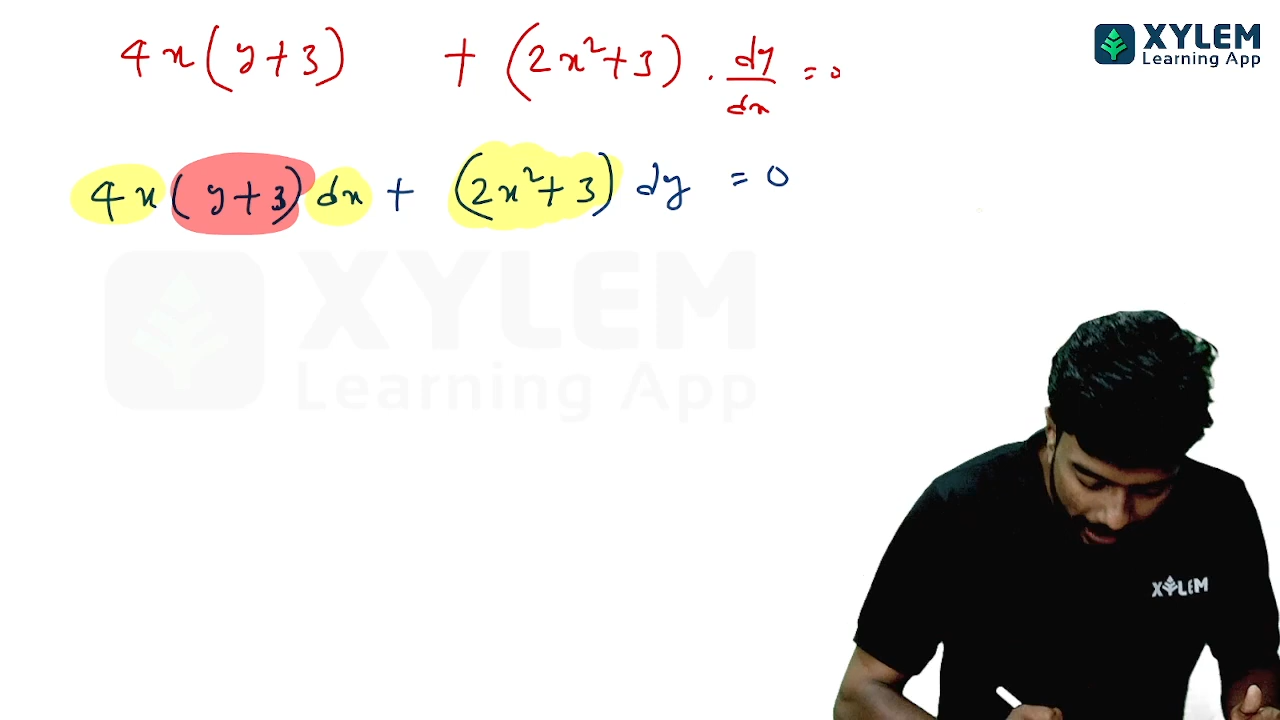 4x(y+3) + (2x²+3) . dy/dx = 0
XYLEM
Learning App
4x(y+3)dx + (2x²+3) dy = 0
XYLEM
Learning App
XYLEM